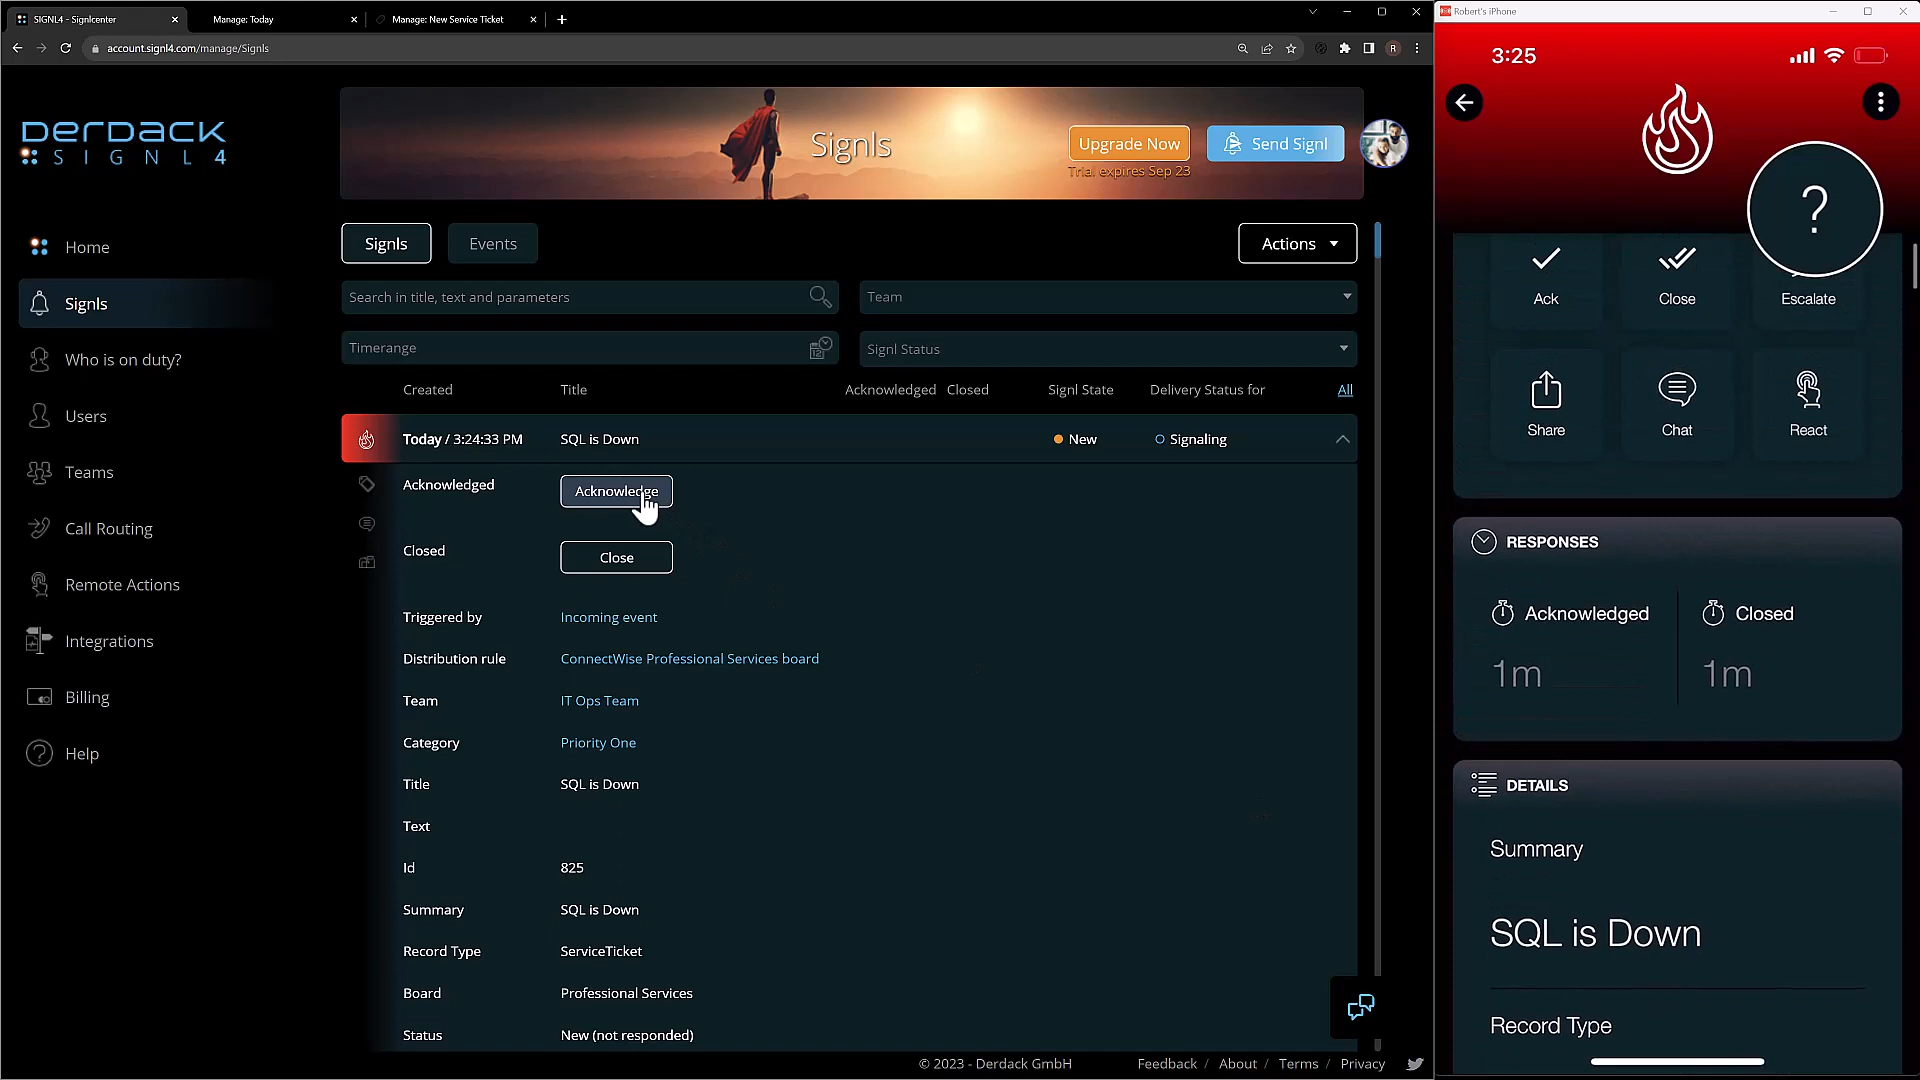 SIGNL4 - Signlcenter
Manage: Today
Manage: New Service Ticket
account.signl4.com/manage/Signls
R
DERDACK
SIGNL4
Home
Signls
Who is on duty?
Users
Teams
Call Routing
Remote Actions
Integrations
Billing
Help
Signls
Upgrade Now
Trial expires Sep 23
Send Signl
Signls
Events
Actions
Search in title, text and parameters
Team
Timerange
12
Signl Status
Created Title Acknowledged Closed Signl State Delivery Status for All
Today / 3:24:33 PM SQL is Down New Signaling
Acknowledged Acknowledge
Closed Close
Triggered by Incoming event
Distribution rule ConnectWise Professional Services board
Team IT Ops Team
Category Priority One
Title SQL is Down
Text
Id 825
Summary SQL is Down
Record Type ServiceTicket
Board Professional Services
Status New (not responded)
© 2023 - Derdack GmbH
Feedback / About / Terms / Privacy
Robert's iPhone
3:25
?
Ack Close Escalate
Share Chat React
RESPONSES
Acknowledged Closed
1m 1m
DETAILS
Summary
SQL is Down
Record Type